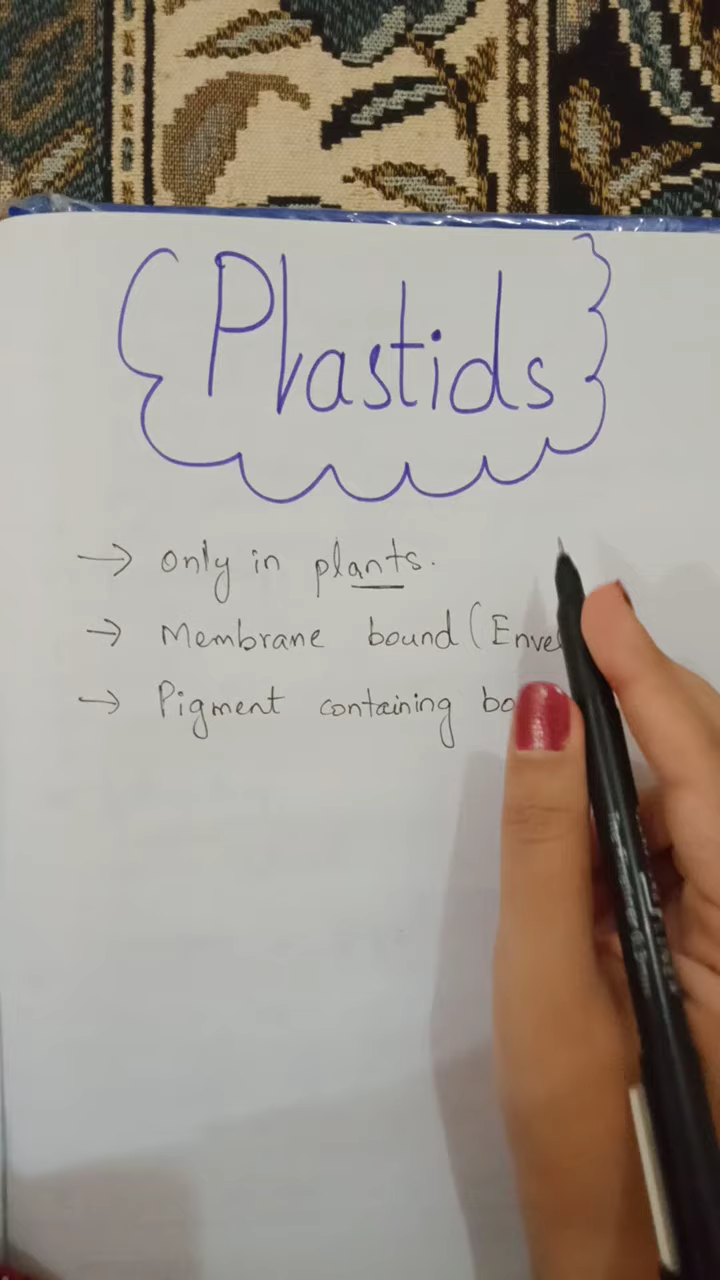 Plastids
→ only in plants.
→ Membrane bound (Enve
→ Pigment containing bo